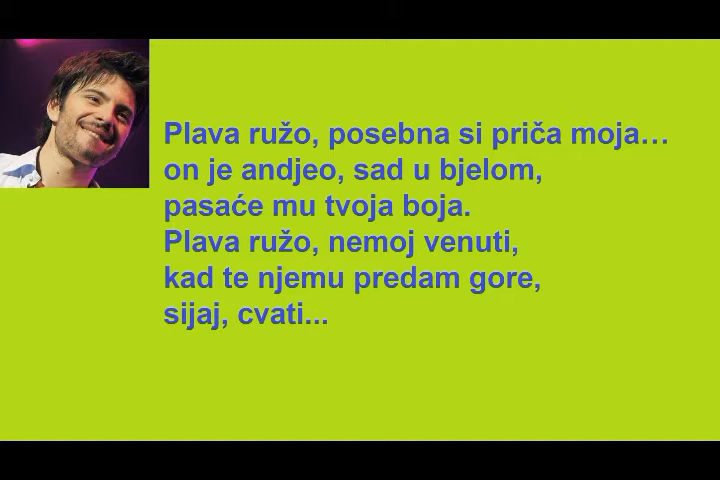 Plava ružo, posebna si priča moja…
on je andjeo, sad u bjelom,
pasaće mu tvoja boja.
Plava ružo, nemoj venuti,
kad te njemu predam gore,
sijaj, cvati...